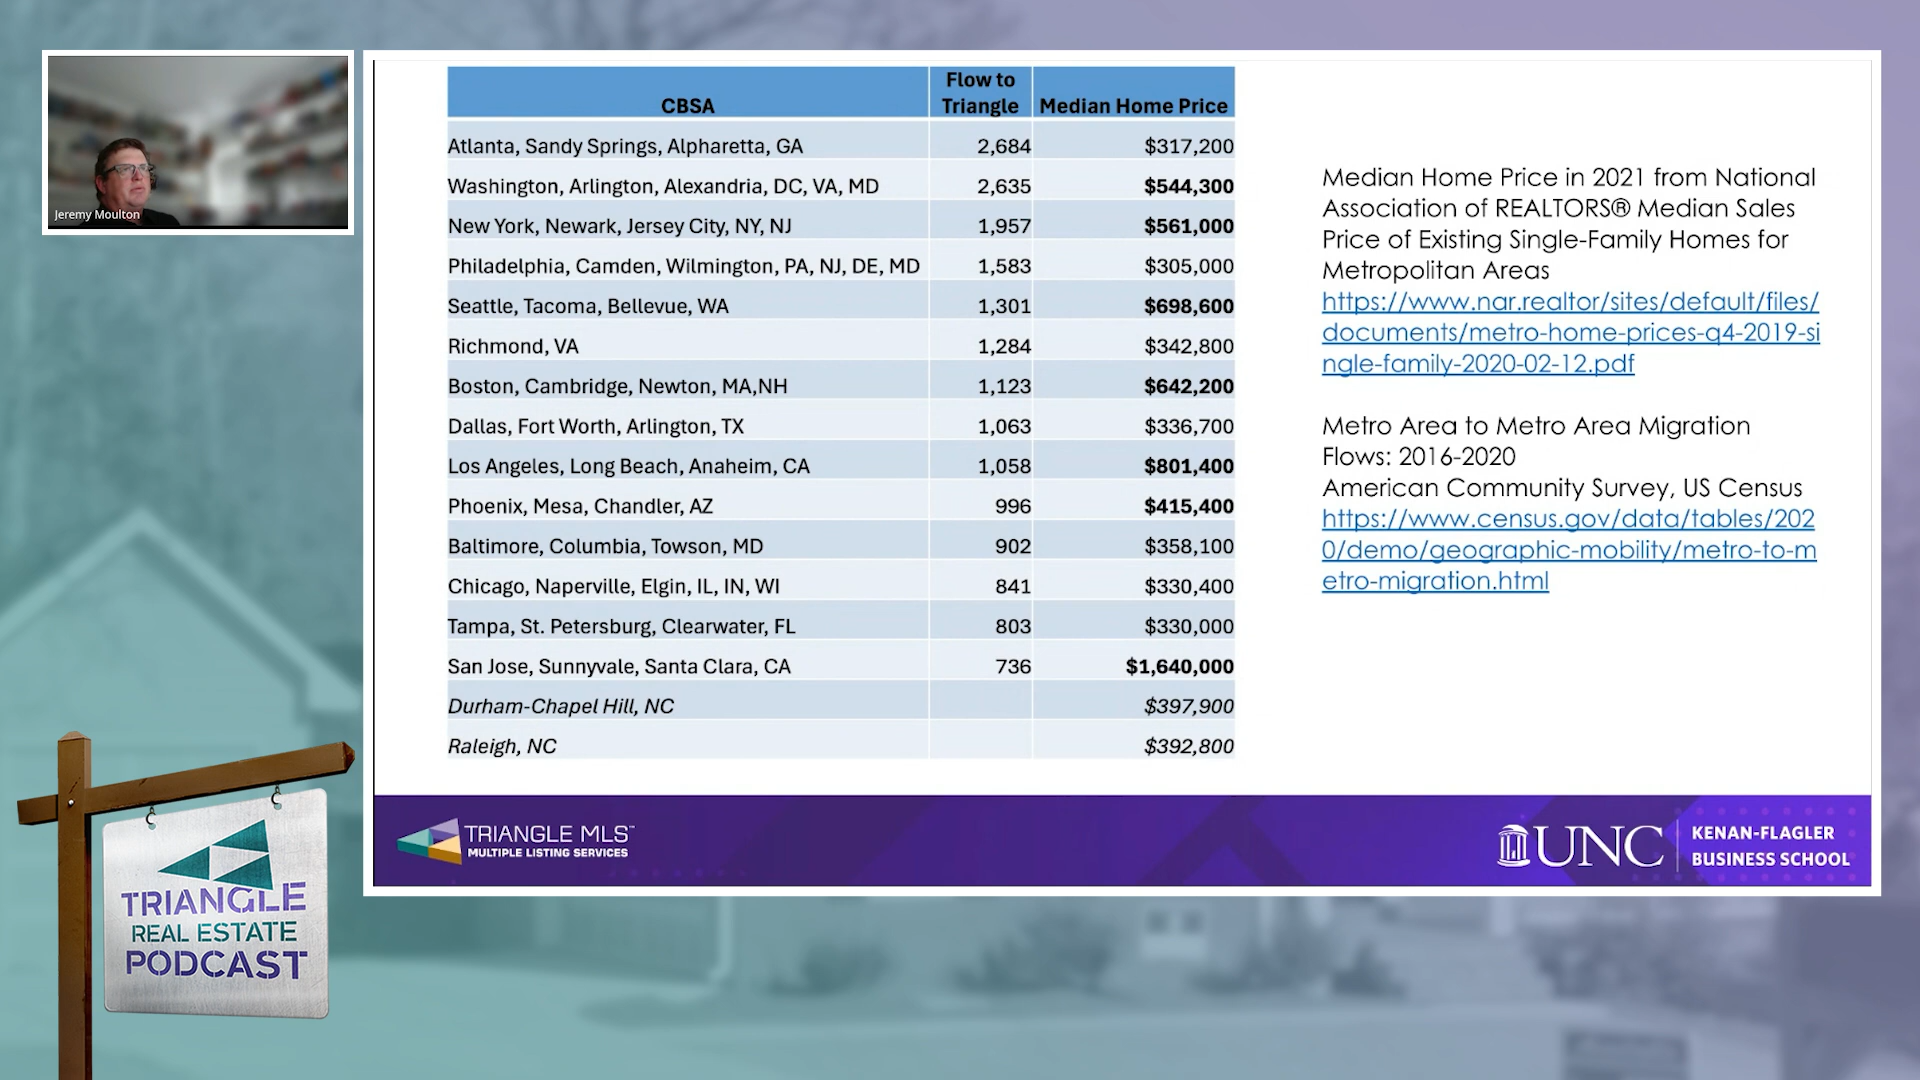 Jeremy Moulton
CBSA Flow to Triangle Median Home Price
Atlanta, Sandy Springs, Alpharetta, GA 2,684 $317,200
Washington, Arlington, Alexandria, DC, VA, MD 2,635 $544,300
New York, Newark, Jersey City, NY, NJ 1,957 $561,000
Philadelphia, Camden, Wilmington, PA, NJ, DE, MD 1,583 $305,000
Seattle, Tacoma, Bellevue, WA 1,301 $698,600
Richmond, VA 1,284 $342,800
Boston, Cambridge, Newton, MA,NH 1,123 $642,200
Dallas, Fort Worth, Arlington, TX 1,063 $336,700
Los Angeles, Long Beach, Anaheim, CA 1,058 $801,400
Phoenix, Mesa, Chandler, AZ 996 $415,400
Baltimore, Columbia, Towson, MD 902 $358,100
Chicago, Naperville, Elgin, IL, IN, WI 841 $330,400
Tampa, St. Petersburg, Clearwater, FL 803 $330,000
San Jose, Sunnyvale, Santa Clara, CA 736 $1,640,000
Durham-Chapel Hill, NC $397,900
Raleigh, NC $392,800
Median Home Price in 2021 from National
Association of REALTORS® Median Sales
Price of Existing Single-Family Homes for
Metropolitan Areas
https://www.nar.realtor/sites/default/files/
documents/metro-home-prices-q4-2019-si
ngle-family-2020-02-12.pdf
Metro Area to Metro Area Migration
Flows: 2016-2020
American Community Survey, US Census
https://www.census.gov/data/tables/202
0/demo/geographic-mobility/metro-to-m
etro-migration.html
TRIANGLE MLS™
MULTIPLE LISTING SERVICES
UNC
KENAN-FLAGLER
BUSINESS SCHOOL
TRIANGLE
REAL ESTATE
PODCAST